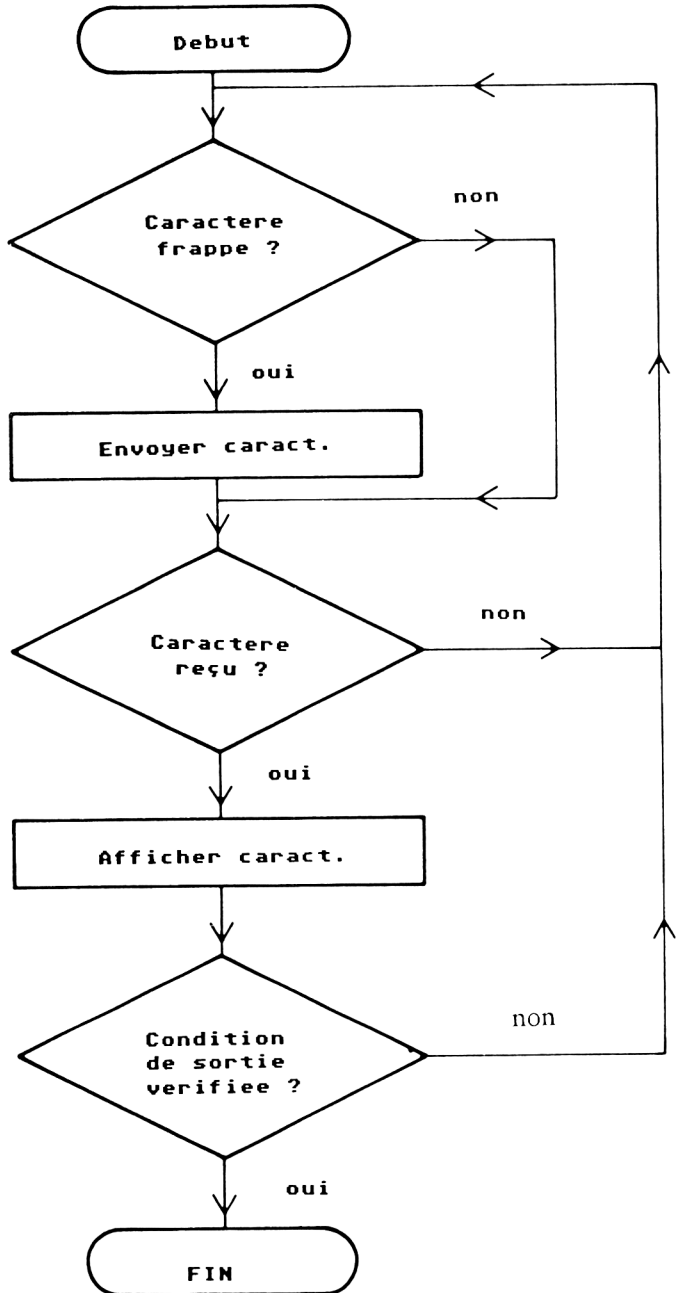 Debut
non
Caractere
frappe ?
oui
Envoyer caract.
non
Caractere
reçu ?
oui
Afficher caract.
non
Condition
de sortie
verifiee ?
oui
FIN